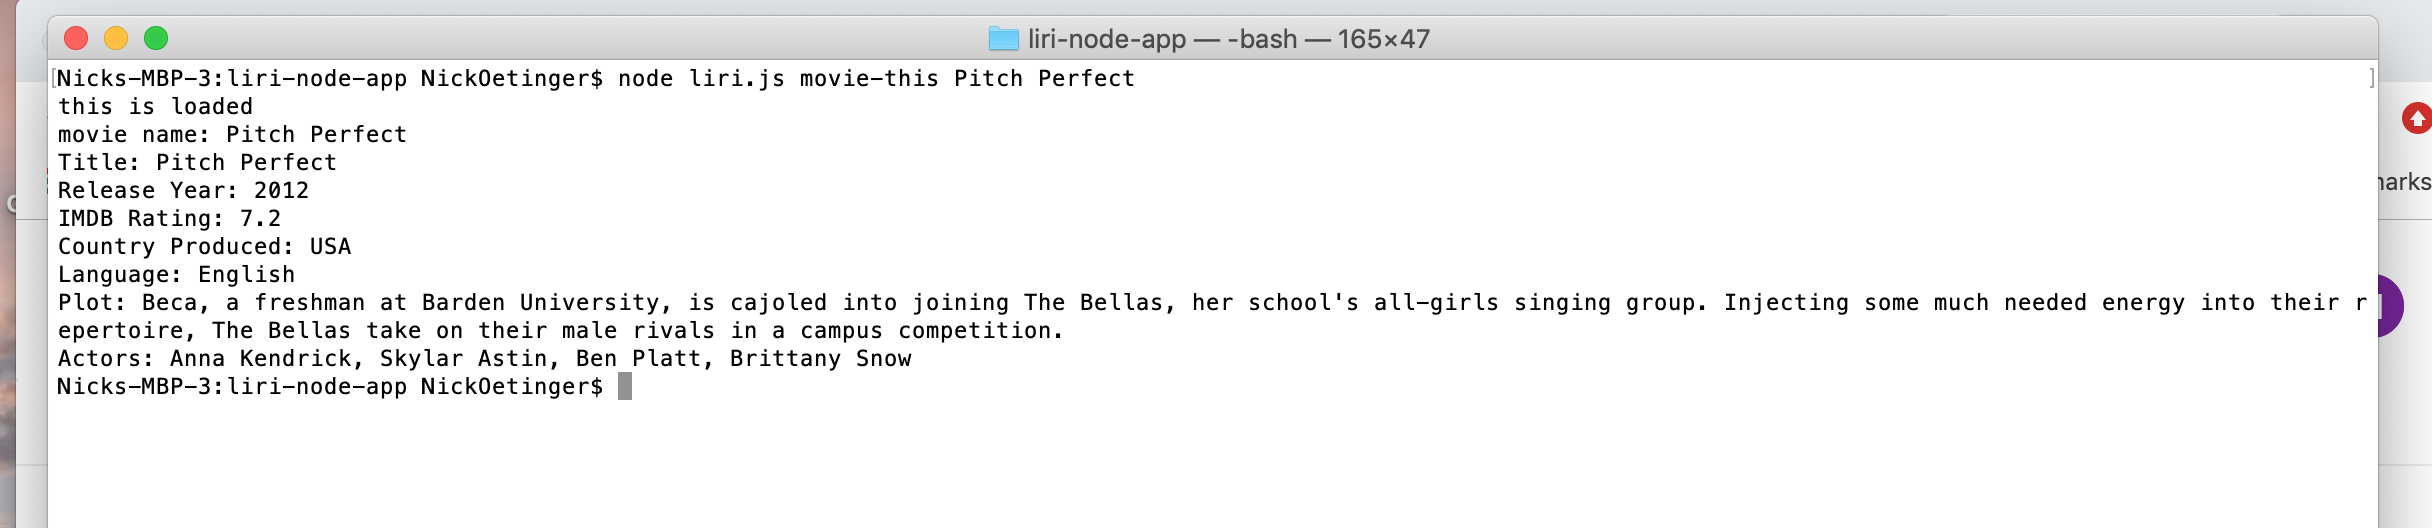 liri-node-app — -bash — 165×47
[Nicks-MBP-3:liri-node-app NickOetinger$ node liri.js movie-this Pitch Perfect ]
this is loaded
movie name: Pitch Perfect
Title: Pitch Perfect
Release Year: 2012
IMDB Rating: 7.2
Country Produced: USA
Language: English
Plot: Beca, a freshman at Barden University, is cajoled into joining The Bellas, her school's all-girls singing group. Injecting some much needed energy into their r
epertoire, The Bellas take on their male rivals in a campus competition.
Actors: Anna Kendrick, Skylar Astin, Ben Platt, Brittany Snow
Nicks-MBP-3:liri-node-app NickOetinger$